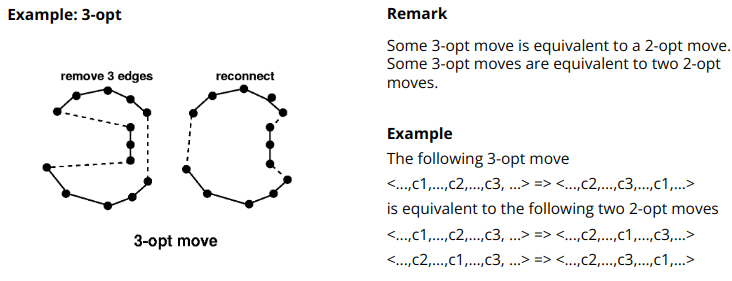 Example: 3-opt
remove 3 edges
reconnect
3-opt move
Remark
Some 3-opt move is equivalent to a 2-opt move.
Some 3-opt moves are equivalent to two 2-opt
moves.
Example
The following 3-opt move
<...,c1,...,c2,...,c3, ...> => <...,c2,...,c3,...,c1,...>
is equivalent to the following two 2-opt moves
<...,c1,...,c2,...,c3, ...> => <...,c2,...,c1,...,c3,...>
<...,c2,...,c1,...,c3, ...> => <...,c2,...,c3,...,c1,...>